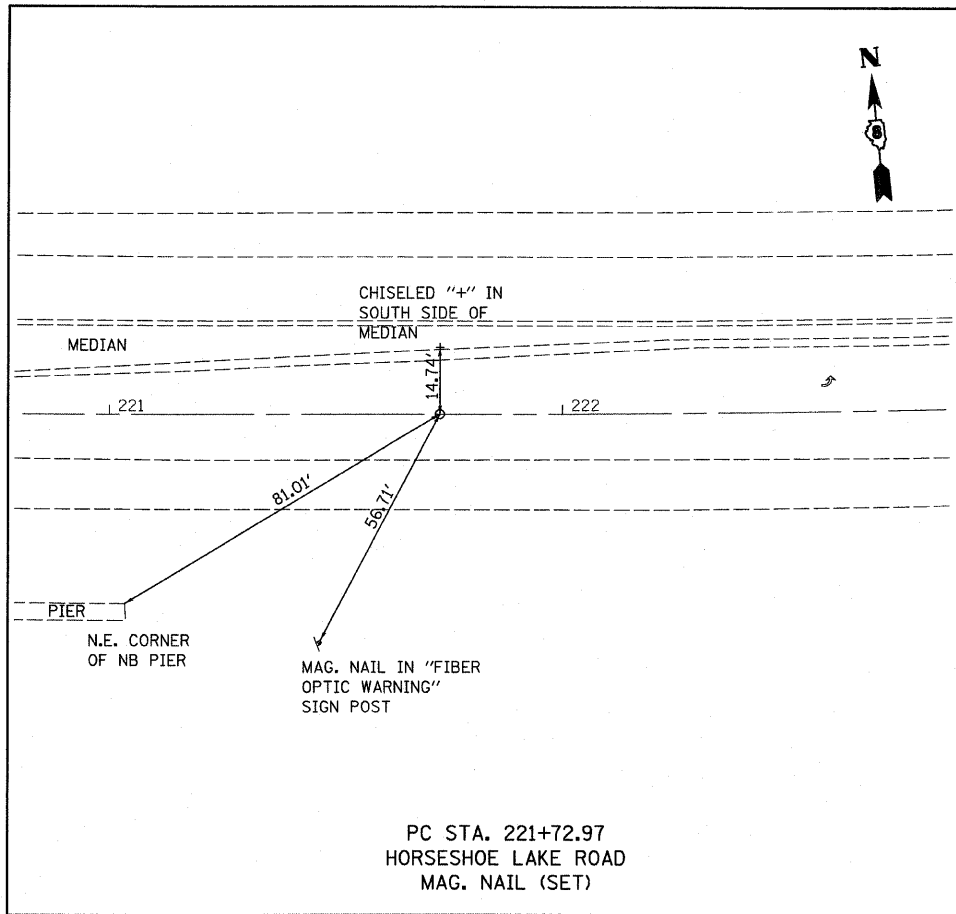 N
8
CHISELED "+" IN
SOUTH SIDE OF
MEDIAN
MEDIAN
14.74'
221
222
81.01'
56.71'
PIER
N.E. CORNER
OF NB PIER
MAG. NAIL IN "FIBER
OPTIC WARNING"
SIGN POST
PC STA. 221+72.97
HORSESHOE LAKE ROAD
MAG. NAIL (SET)